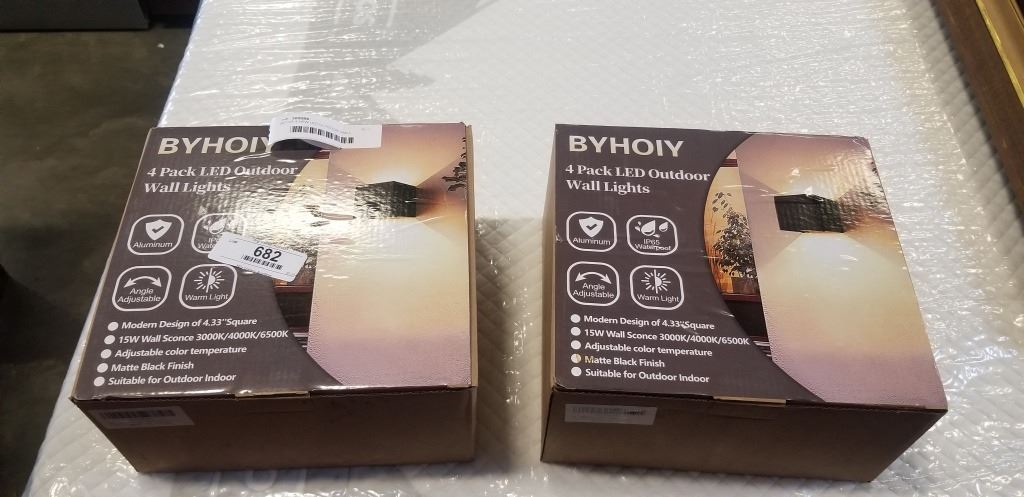 BYHOIY
4 Pack LED Outdoor
Wall Lights
Aluminum
682
Angle
Adjustable
Warm Light
Modern Design of 4.33"Square
15W Wall Sconce 3000K/4000K/6500K
Adjustable color temperature
Matte Black Finish
Suitable for Outdoor Indoor
BYHOIY
4 Pack LED Outdoor
Wall Lights
Aluminum
IP65
Waterpoof
Angle
Adjustable
Warm Light
Modern Design of 4.33"Square
15W Wall Sconce 3000K/4000K/6500K
Adjustable color temperature
Matte Black Finish
Suitable for Outdoor Indoor